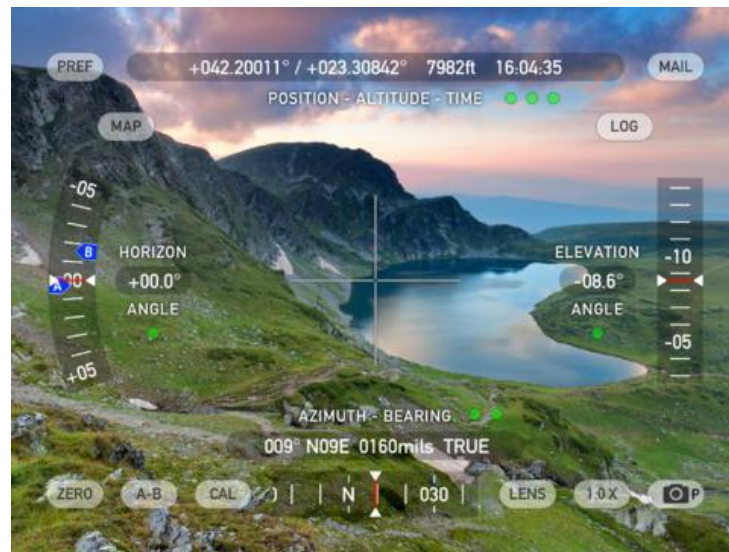 PREF
+042.20011° / +023.30842° 7982ft 16:04:35
MAIL
POSITION - ALTITUDE - TIME
MAP
LOG
-05
B
HORIZON
+00.0°
ANGLE
00
A
+05
ELEVATION
-08.6°
ANGLE
-10
-05
AZIMUTH - BEARING
009° N09E 0160mils TRUE
ZERO
A-B
CAL
N
030
LENS
1.0 X
P